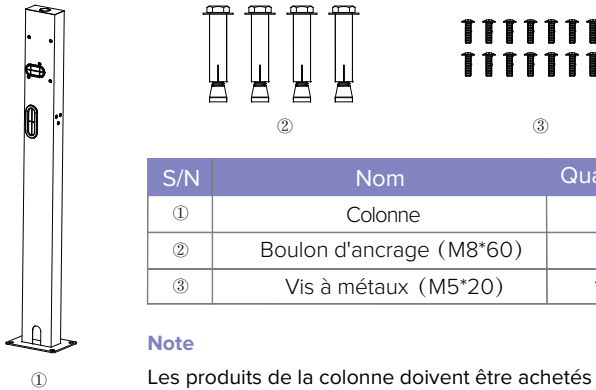 ②
③
S/N Nom
① Colonne
② Boulon d'ancrage (M8*60)
③ Vis à métaux (M5*20)
Note
①
Les produits de la colonne doivent être achetés